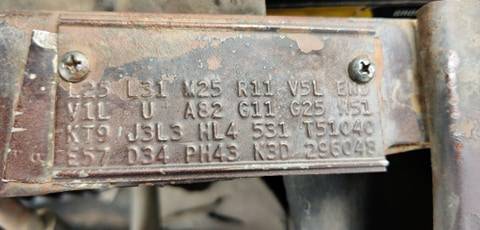 L25 L31 M25 R11 V5L END
V1L U A82 G11 G25 H51
KT9 J3L3 HL4 531 T51040
E57 D34 PH43 K3D 296048